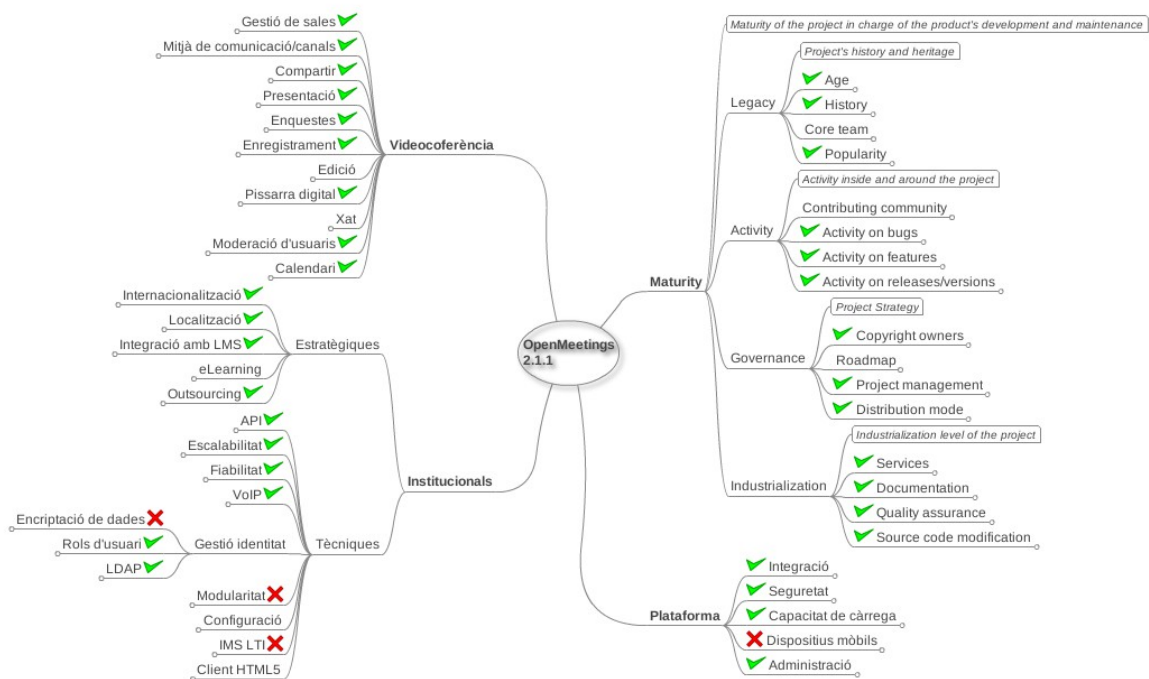 Gestió de sales
Mitjà de comunicació/canals
Compartir
Presentació
Enquestes
Enregistrament
Edició
Pissarra digital
Xat
Moderació d'usuaris
Calendari
Videocoferència
Internacionalització
Localització
Integració amb LMS
eLearning
Outsourcing
Estratègiques
API
Escalabilitat
Fiabilitat
VoIP
Encriptació de dades
Rols d'usuari
LDAP
Gestió identitat
Modularitat
Configuració
IMS LTI
Client HTML5
Tècniques
Institucionals
OpenMeetings
2.1.1
Maturity
Maturity of the project in charge of the product's development and maintenance
Legacy
Project's history and heritage
Age
History
Core team
Popularity
Activity
Activity inside and around the project
Contributing community
Activity on bugs
Activity on features
Activity on releases/versions
Governance
Project Strategy
Copyright owners
Roadmap
Project management
Distribution mode
Industrialization
Industrialization level of the project
Services
Documentation
Quality assurance
Source code modification
Plataforma
Integració
Seguretat
Capacitat de càrrega
Dispositius mòbils
Administració